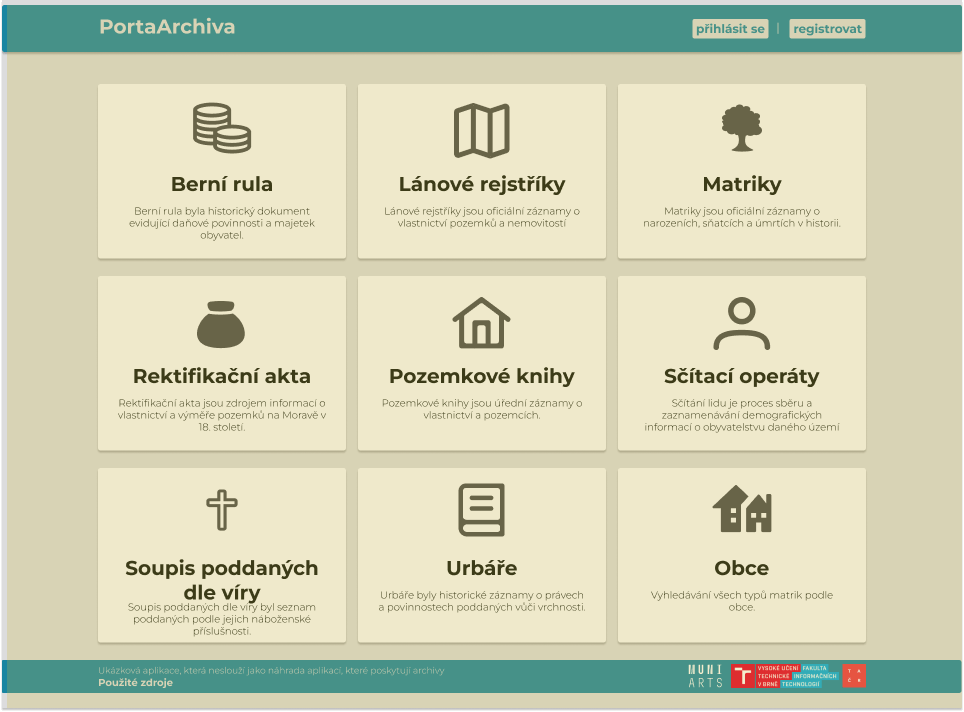 PortaArchiva
přihlásit se | registrovat
Berní rula
Berní rula byla historický dokument
evidující daňové povinnosti a majetek
obyvatel.
Lánové rejstříky
Lánové rejstříky jsou oficiální záznamy o
vlastnictví pozemků a nemovitostí
Matriky
Matriky jsou oficiální záznamy o
narozeních, sňatcích a úmrtích v historii.
Rektifikační akta
Rektifikační akta jsou zdrojem informací o
vlastnictví a výměře pozemků na Moravě v
18. století.
Pozemkové knihy
Pozemkové knihy jsou úřední záznamy o
vlastnictví a pozemcích.
Sčítací operáty
Sčítání lidu je proces sběru a
zaznamenávání demografických
informací o obyvatelstvu daného území
Soupis poddaných
dle víry
Soupis poddaných dle víry byl seznam
poddaných podle jejich náboženské
příslušnosti.
Urbáře
Urbáře byly historické záznamy o právech
a povinnostech poddaných vůči vrchnosti.
Obce
Vyhledávání všech typů matrik podle
obce.
Ukázková aplikace, která neslouží jako náhrada aplikací, které poskytují archivy
Použité zdroje
MUNI
ARTS
VYSOKÉ UČENÍ FAKULTA
TECHNICKÉ INFORMAČNÍCH
V BRNĚ TECHNOLOGIÍ
T A
Č R